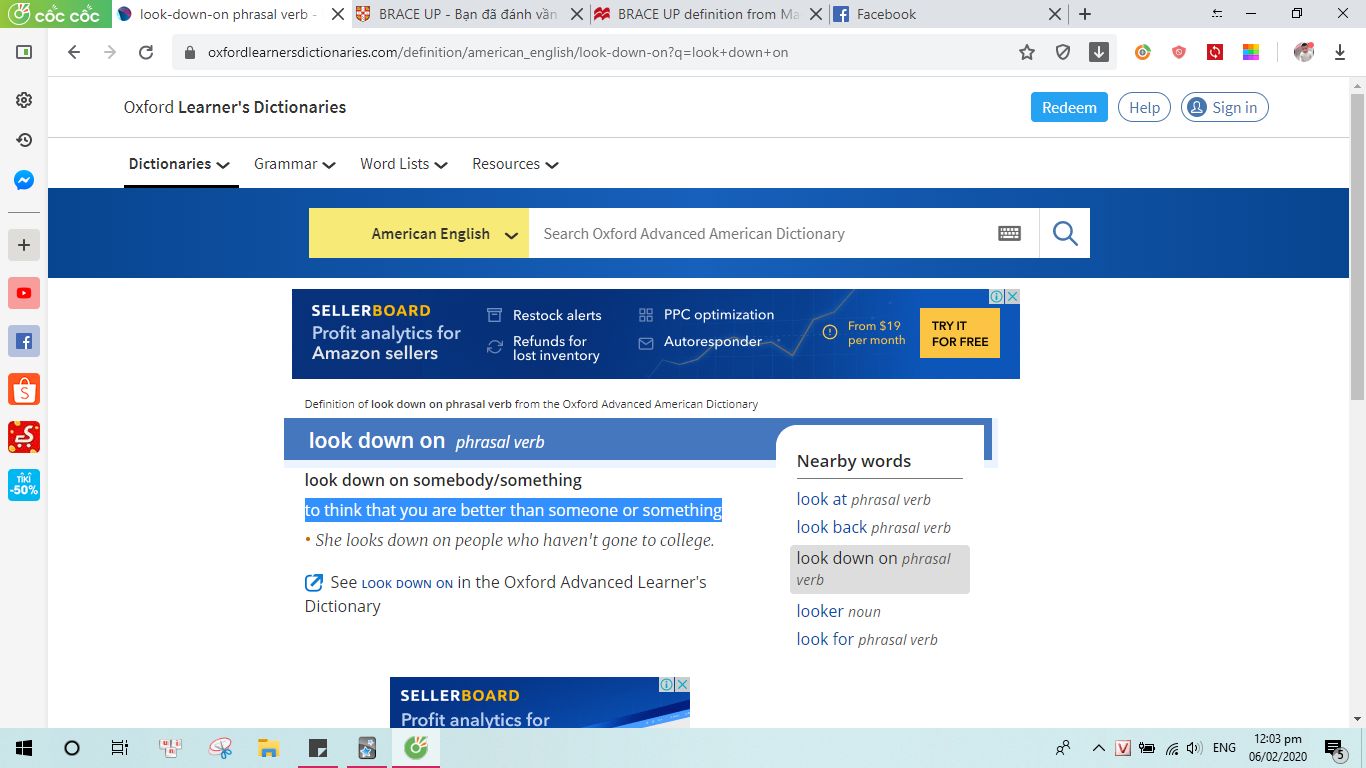 cốc cốc
look-down-on phrasal verb -
BRACE UP - Bạn đã đánh vần
BRACE UP definition from Ma
Facebook
oxfordlearnersdictionaries.com/definition/american_english/look-down-on?q=look+down+on
Oxford Learner's Dictionaries
Redeem
Help
Sign in
Dictionaries
Grammar
Word Lists
Resources
American English
Search Oxford Advanced American Dictionary
SELLERBOARD
Profit analytics for
Amazon sellers
Restock alerts
Refunds for
lost inventory
PPC optimization
Autoresponder
From $19
per month
TRY IT
FOR FREE
Definition of look down on phrasal verb from the Oxford Advanced American Dictionary
look down on phrasal verb
look down on somebody/something
to think that you are better than someone or something
• She looks down on people who haven't gone to college.
See LOOK DOWN ON in the Oxford Advanced Learner's
Dictionary
Nearby words
look at phrasal verb
look back phrasal verb
look down on phrasal
verb
looker noun
look for phrasal verb
SELLERBOARD
Profit analytics for
TIKI
-50%
ENG
12:03 pm
06/02/2020
5